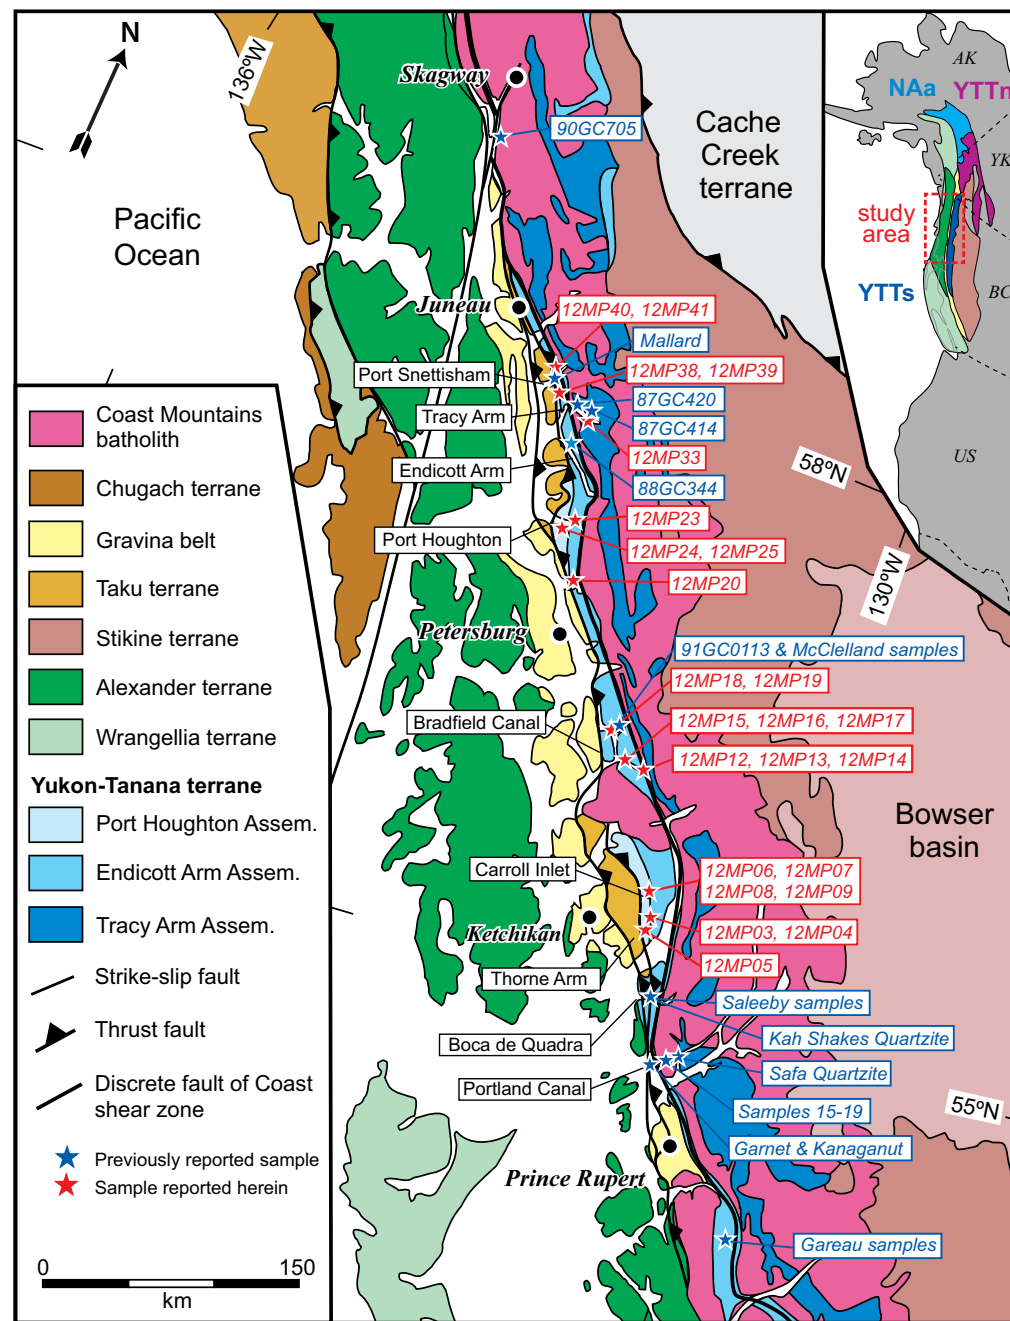 N
136ºW
Skagway
90GC705
Cache
Creek
terrane
Pacific
Ocean
AK
NAa
YTTn
YK
study
area
YTTs
BC
US
Juneau
12MP40, 12MP41
Mallard
Port Snettisham
12MP38, 12MP39
87GC420
Tracy Arm
87GC414
12MP33
Endicott Arm
88GC344
58ºN
12MP23
Port Houghton
12MP24, 12MP25
12MP20
130ºW
Petersburg
91GC0113 & McClelland samples
12MP18, 12MP19
Bradfield Canal
12MP15, 12MP16, 12MP17
12MP12, 12MP13, 12MP14
Bowser
basin
Carroll Inlet
12MP06, 12MP07
12MP08, 12MP09
Ketchikan
12MP03, 12MP04
12MP05
Thorne Arm
Saleeby samples
Kah Shakes Quartzite
Boca de Quadra
Safa Quartzite
Portland Canal
Samples 15-19
55ºN
Garnet & Kanaganut
Prince Rupert
Gareau samples
Coast Mountains
batholith
Chugach terrane
Gravina belt
Taku terrane
Stikine terrane
Alexander terrane
Wrangellia terrane
Yukon-Tanana terrane
Port Houghton Assem.
Endicott Arm Assem.
Tracy Arm Assem.
Strike-slip fault
Thrust fault
Discrete fault of Coast
shear zone
Previously reported sample
Sample reported herein
0 150
km